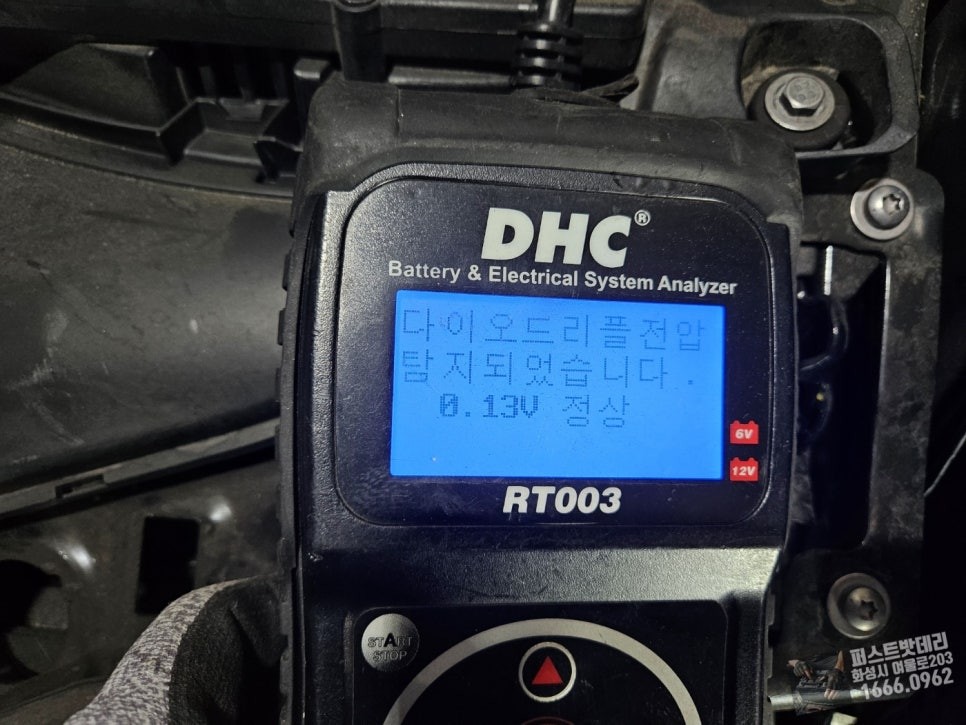 DHC®
Battery & Electrical System Analyzer
다이오드리플전압
탐지되었습니다.
0.13V 정상
6V
12V
RT003
START
STOP
퍼스트밧데리
화성시 여울로203
1666.0962